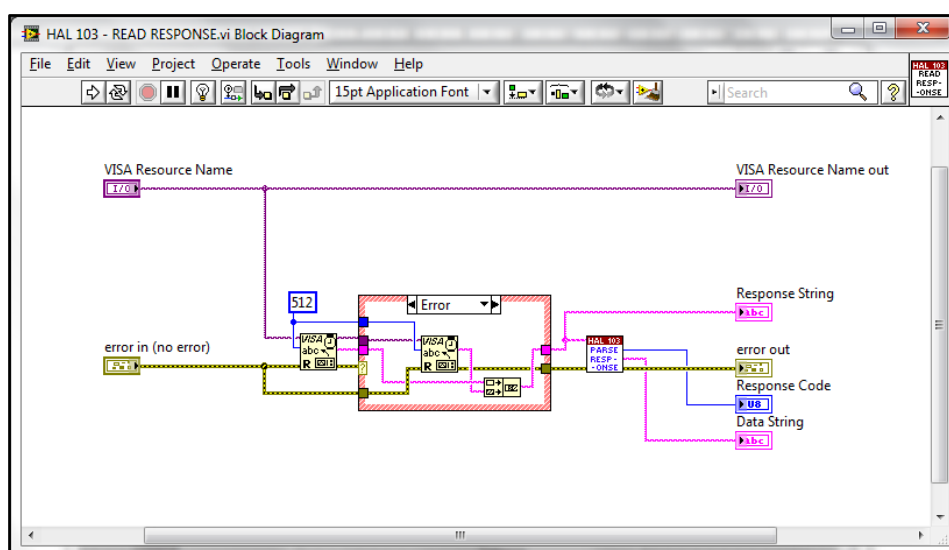 HAL 103 - READ RESPONSE.vi Block Diagram
File Edit View Project Operate Tools Window Help
15pt Application Font
Search
?
HAL 103
READ
RESP-
-ONSE
VISA Resource Name
I/O
VISA Resource Name out
I/O
512
Error
Response String
abc
error in (no error)
VISA
abc
R
?
VISA
abc
R
HAL 103
PARSE
RESP-
-ONSE
error out
Response Code
U8
Data String
abc